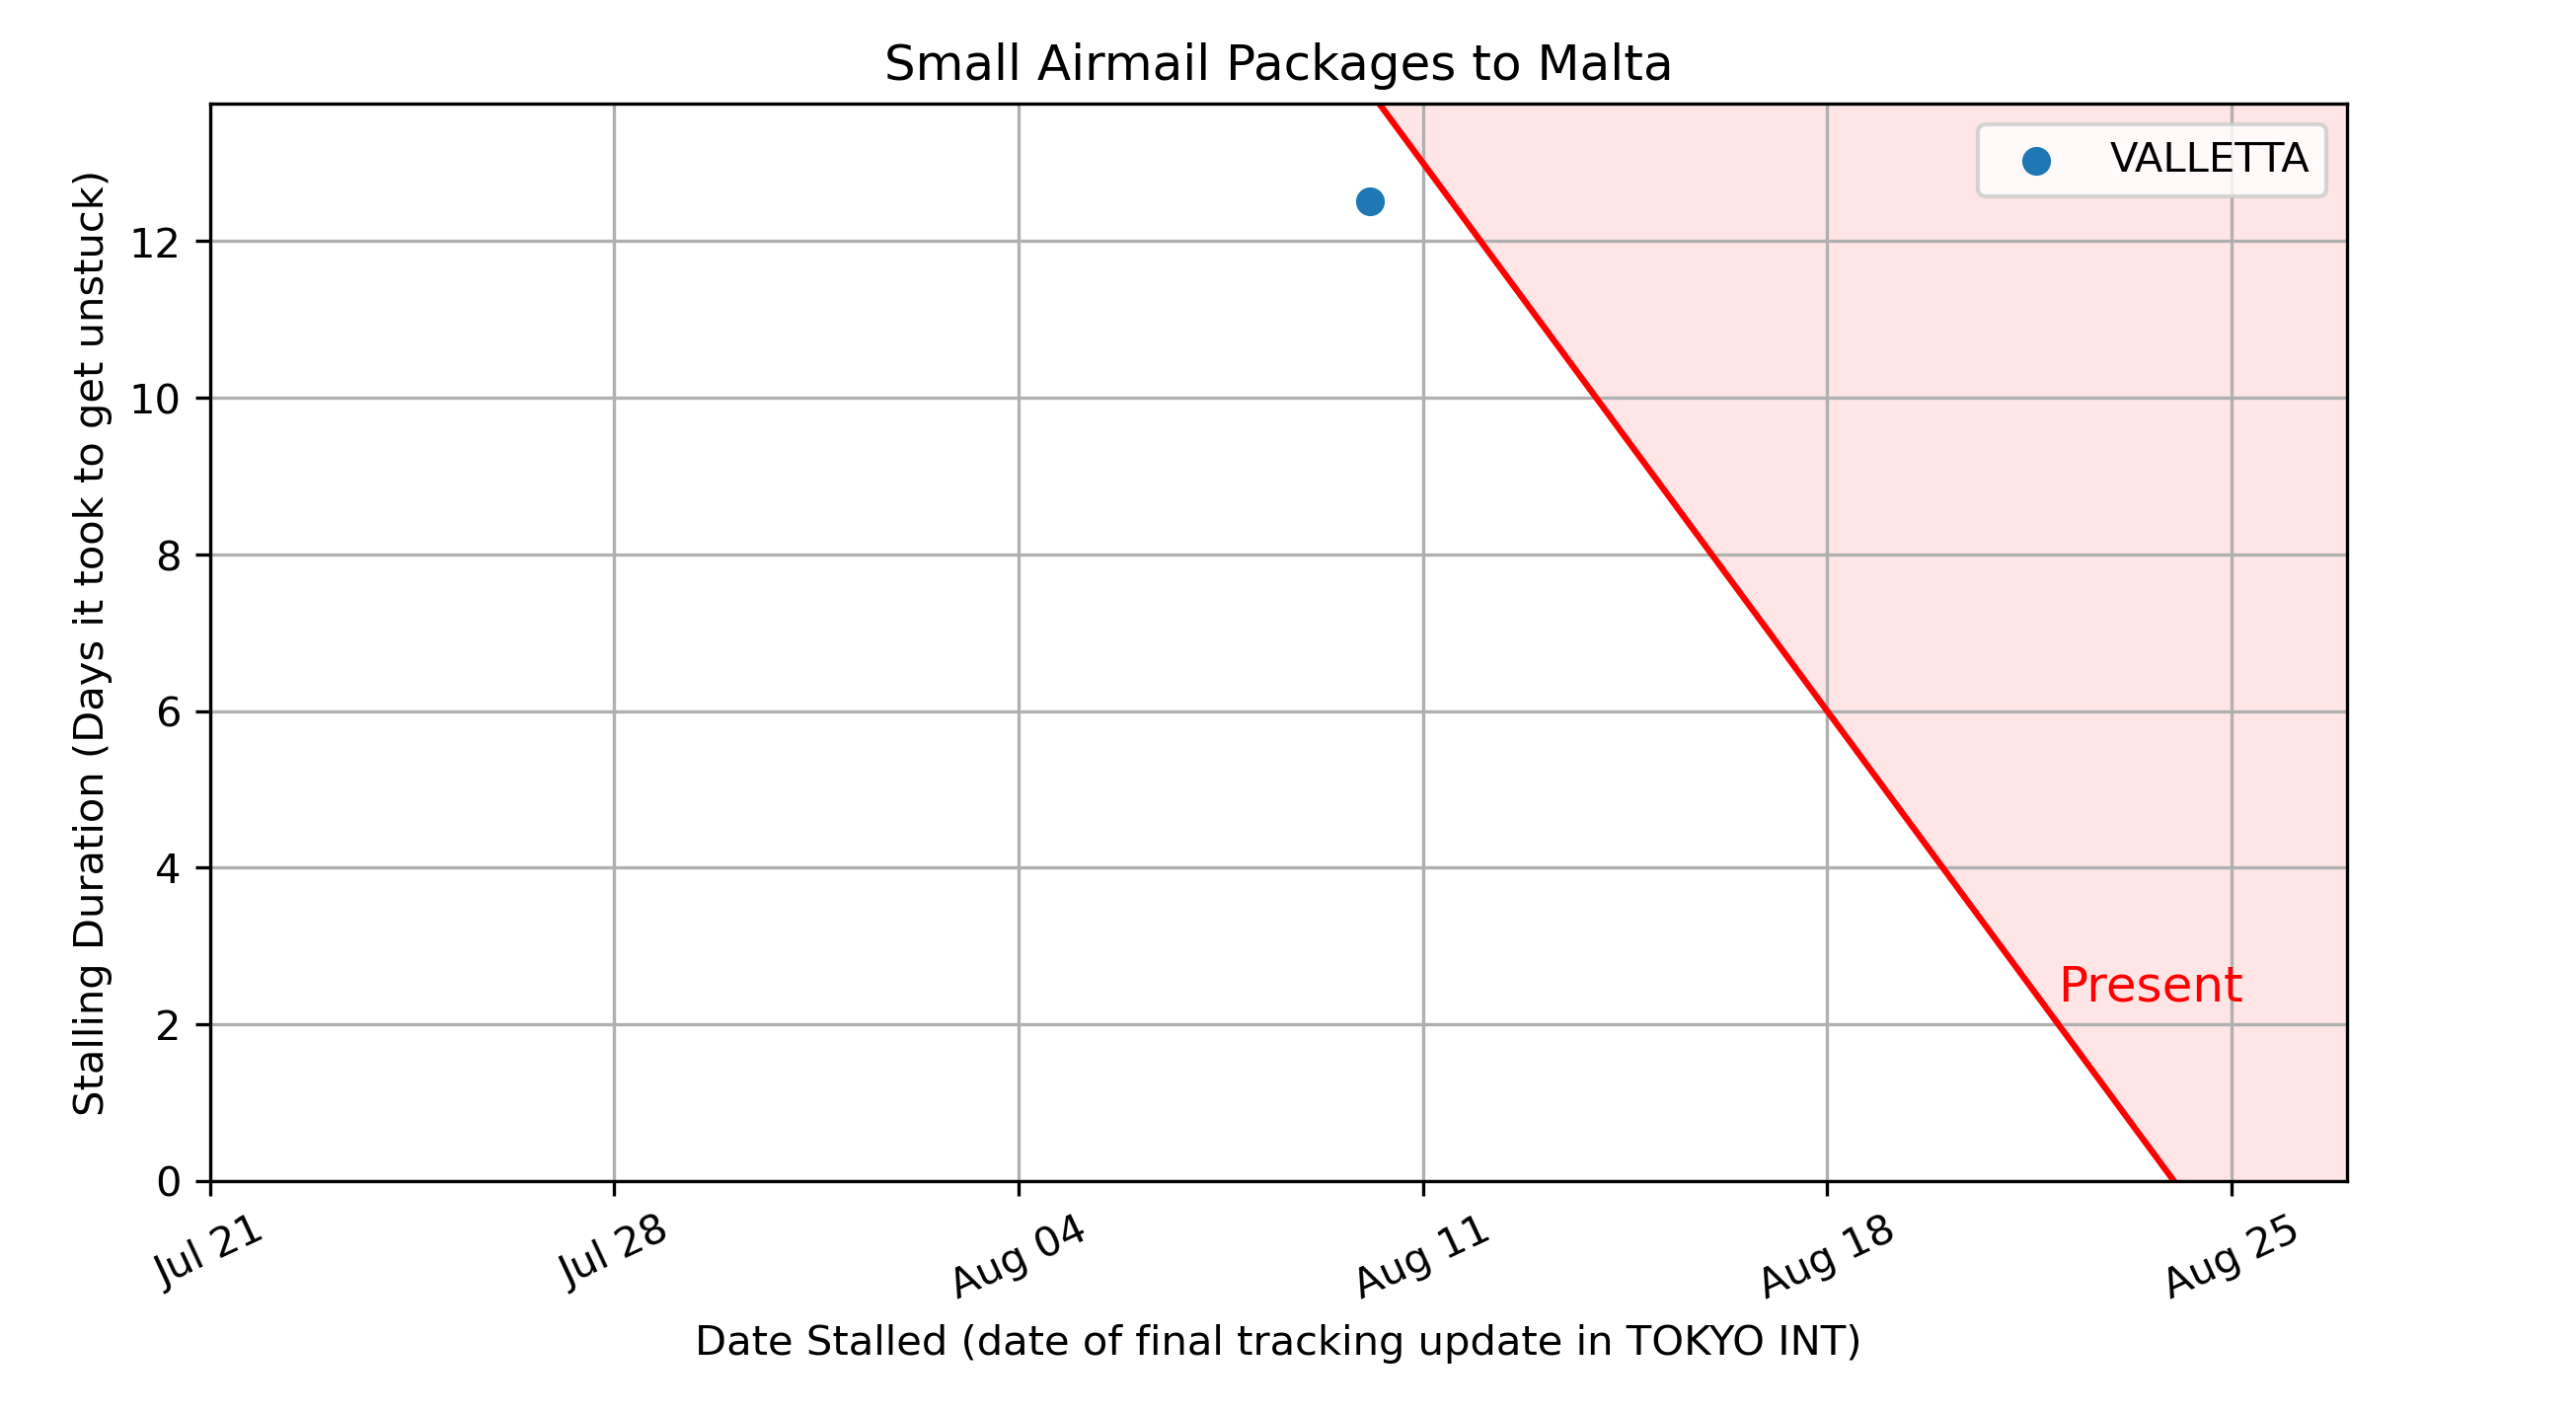 Small Airmail Packages to Malta
VALLETTA
Stalling Duration (Days it took to get unstuck)
12
10
8
6
4
2
0
Present
Jul 21
Jul 28
Aug 04
Aug 11
Aug 18
Aug 25
Date Stalled (date of final tracking update in TOKYO INT)